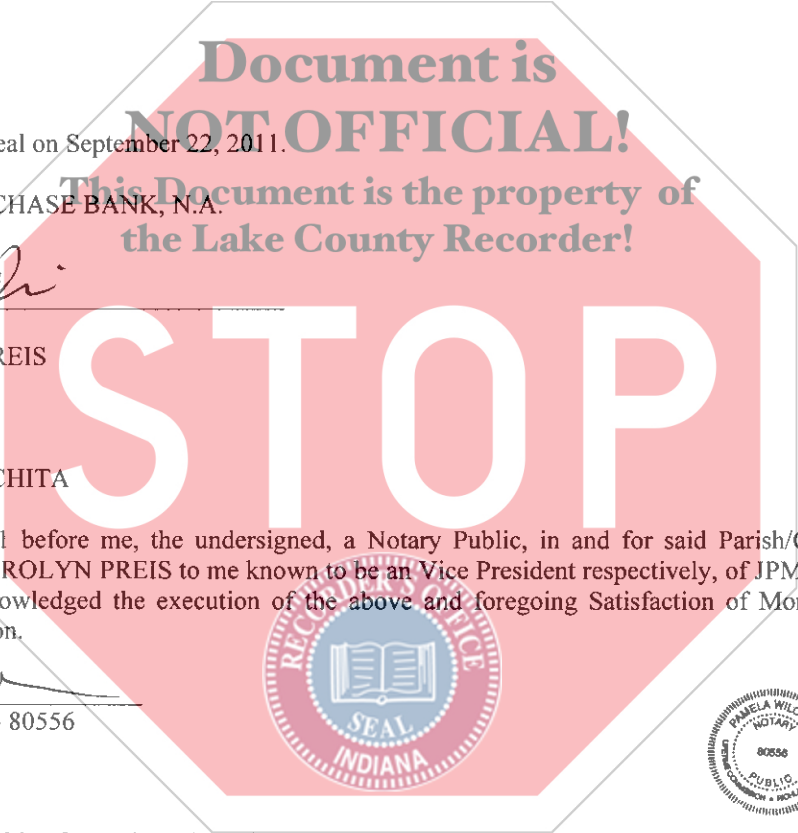 Document is
NOT OFFICIAL!
eal on September 22, 2011.
This Document is the property of
CHASE BANK, N.A.
the Lake County Recorder!
REIS
STOP
CHITA
before me, the undersigned, a Notary Public, in and for said Parish/
ROLYN PREIS to me known to be an Vice President respectively, of JPM
owledged the execution of the above and foregoing Satisfaction of Mor
on.
RECORDER'S OFFICE
SEAL
INDIANA
80556
PAMELA WILC
NOTARY
80556
PUBLIC